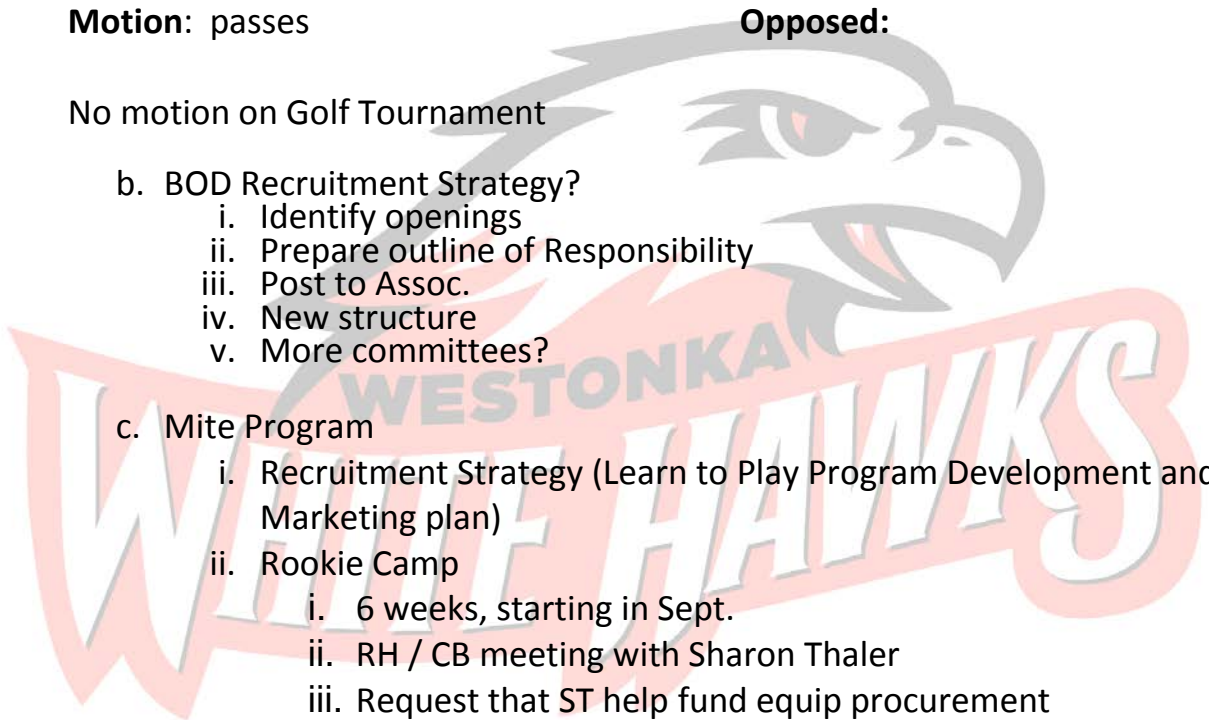 Motion: passes Opposed:
No motion on Golf Tournament
b. BOD Recruitment Strategy?
i. Identify openings
ii. Prepare outline of Responsibility
iii. Post to Assoc.
iv. New structure
v. More committees?
WESTONKA
WHITE HAWKS
c. Mite Program
i. Recruitment Strategy (Learn to Play Program Development and
Marketing plan)
ii. Rookie Camp
i. 6 weeks, starting in Sept.
ii. RH / CB meeting with Sharon Thaler
iii. Request that ST help fund equip procurement